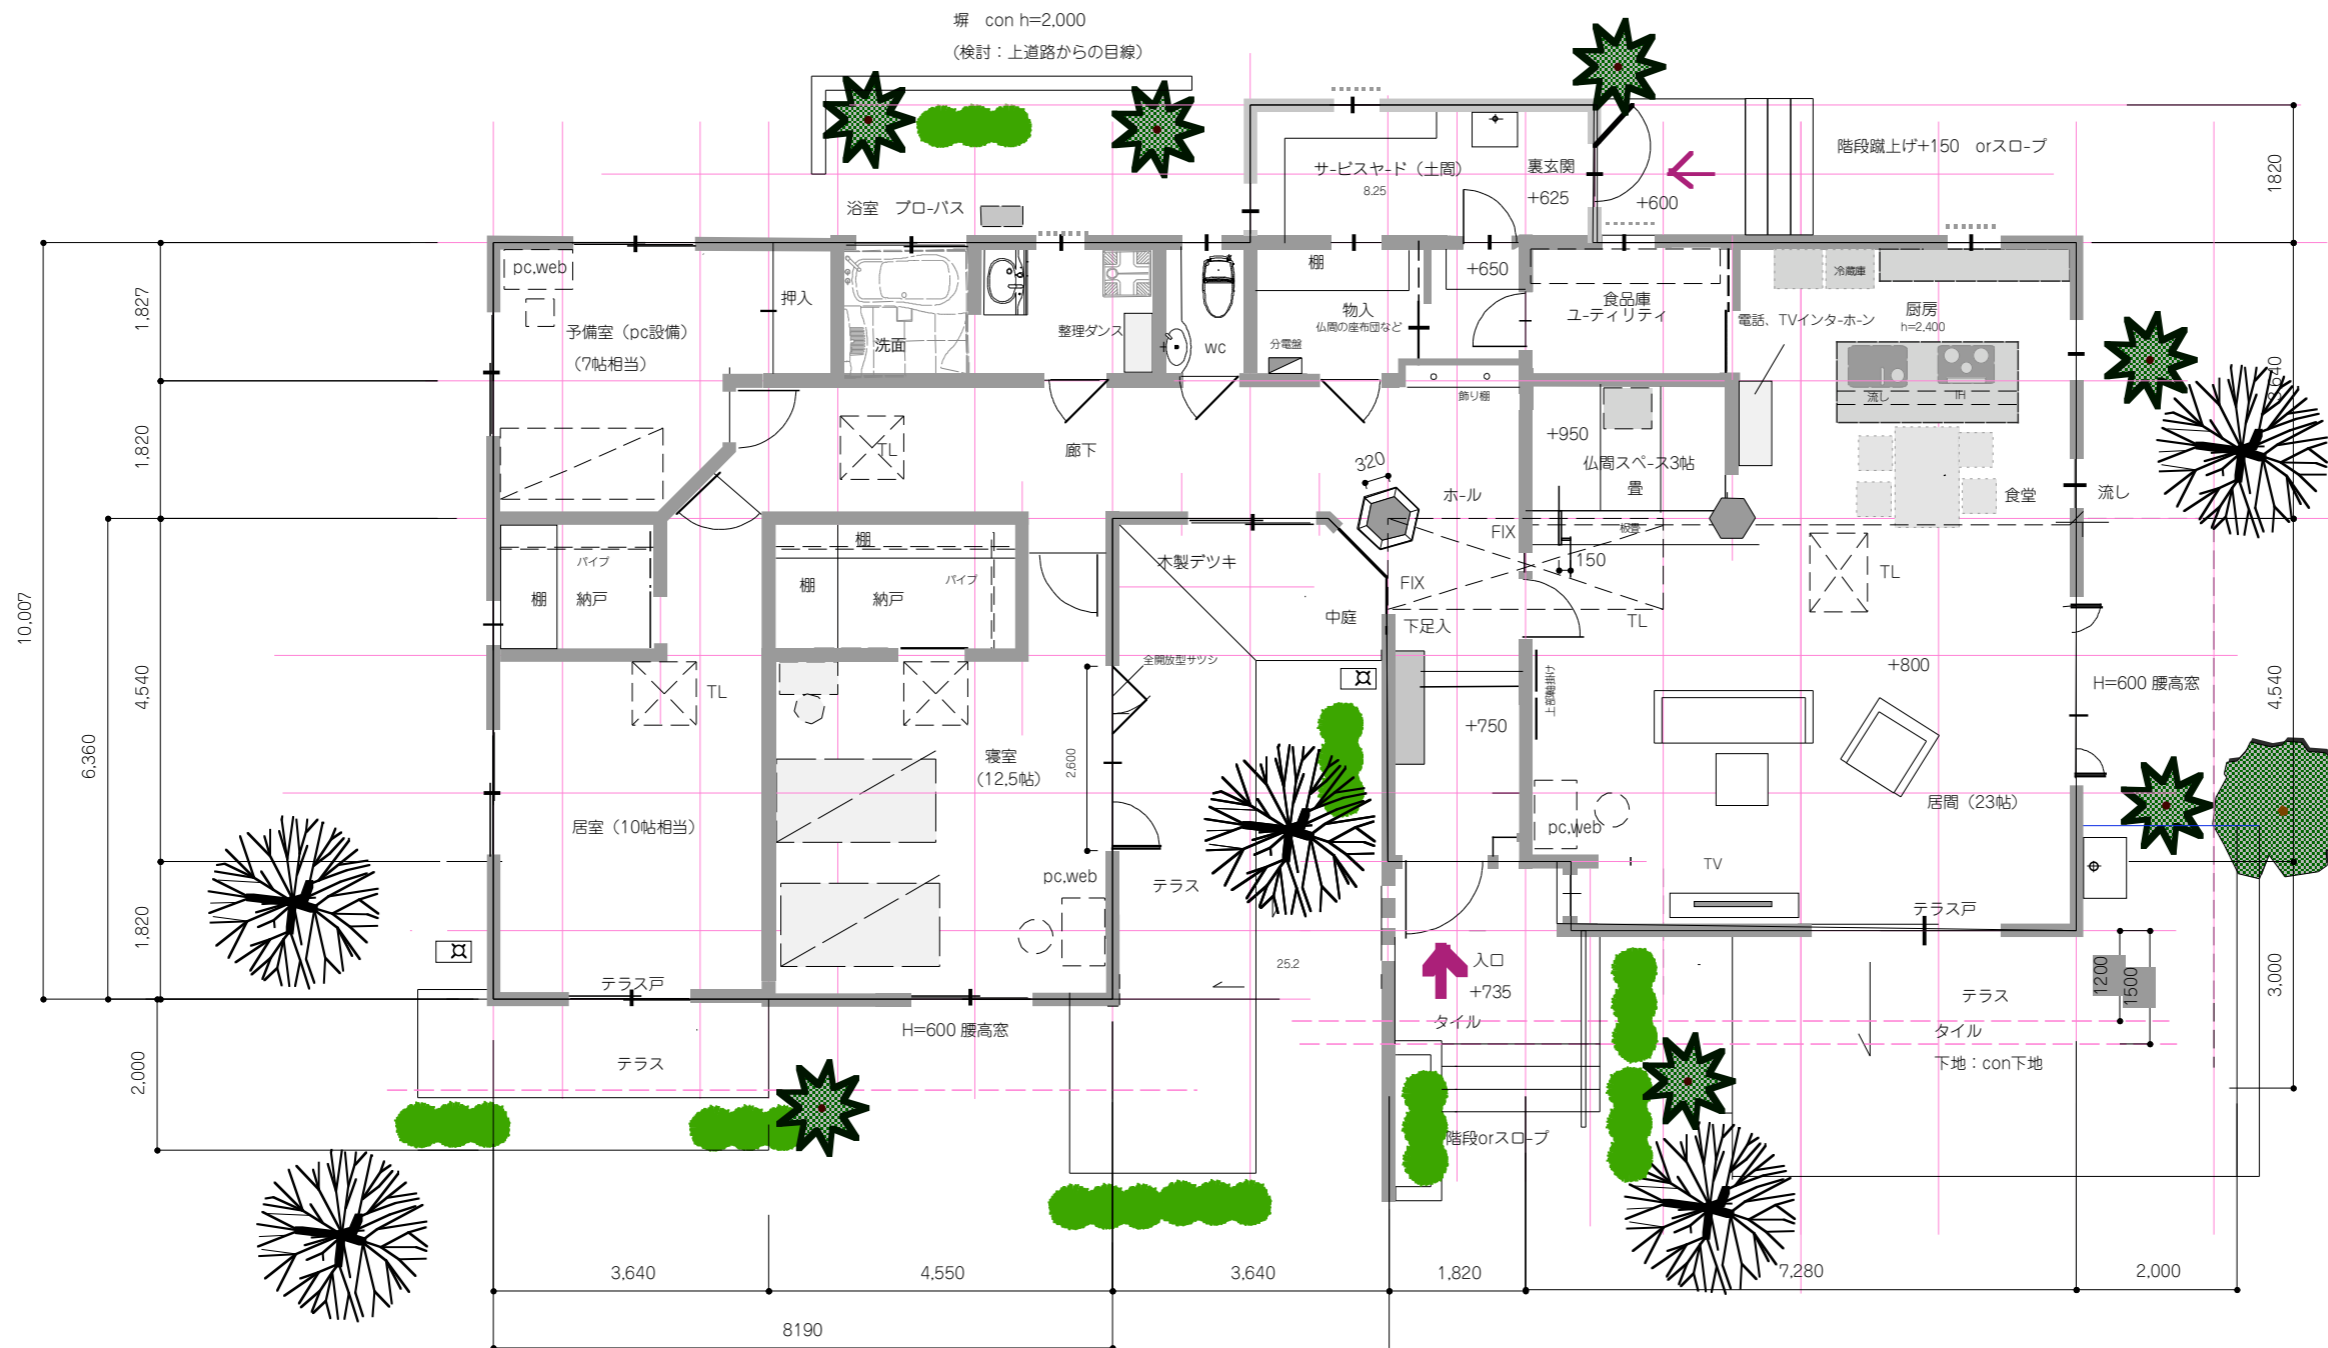 塀　con h=2,000
(検討：上道路からの目線)
階段蹴上げ+150　orスロ-プ
1820
サ-ビスヤ-ド（土間）
8.25
裏玄関
+625
+600
浴室　プロ-パス
pc,web
押入
予備室（pc設備）
（7帖相当）
洗面
整理ダンス
WC
棚
物入
仏間の座布団など
分電盤
+650
食品庫
ユ-ティリティ
冷蔵庫
厨房
h=2,400
電話、TVインタ-ホ-ン
流し
IH
飾り棚
1,827
1,820
10,007
6,360
4,540
1,820
2,000
TL
廊下
320
ホ-ル
+950
仏間スペ-ス3帖
畳
食堂
流し
FIX
板畳
150
TL
FIX
TL
木製デツキ
中庭
下足入
棚
パイプ
納戸
棚
棚
パイプ
納戸
全開放型サツシ
TL
上部軸掛け
+800
H=600 腰高窓
4,540
+750
寝室
（12,5帖）
2,600
居室（10帖相当）
居間（23帖）
pc,web
pc,web
TV
テラス
テラス戸
テラス戸
25.2
入口
+735
タイル
テラス
タイル
下地：con下地
1200
1500
3,000
H=600 腰高窓
テラス
階段orスロ-プ
3,640
4,550
3,640
1,820
7,280
2,000
8190